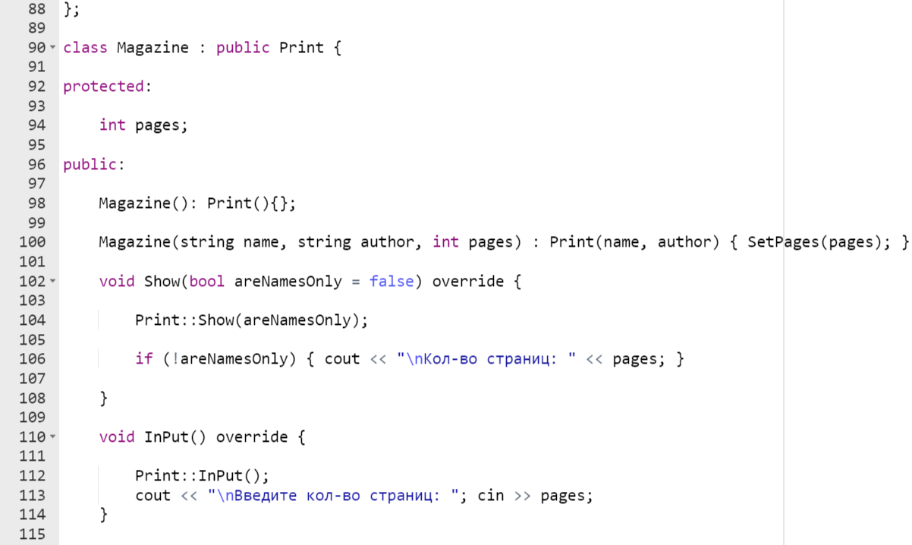 88 };
89
90 class Magazine : public Print {
91
92 protected:
93
94     int pages;
95
96 public:
97
98     Magazine(): Print(){};
99
100     Magazine(string name, string author, int pages) : Print(name, author) { SetPages(pages); }
101
102     void Show(bool areNamesOnly = false) override {
103
104         Print::Show(areNamesOnly);
105
106         if (!areNamesOnly) { cout << "\nКол-во страниц: " << pages; }
107
108     }
109
110     void InPut() override {
111
112         Print::InPut();
113         cout << "\nВведите кол-во страниц: "; cin >> pages;
114     }
115